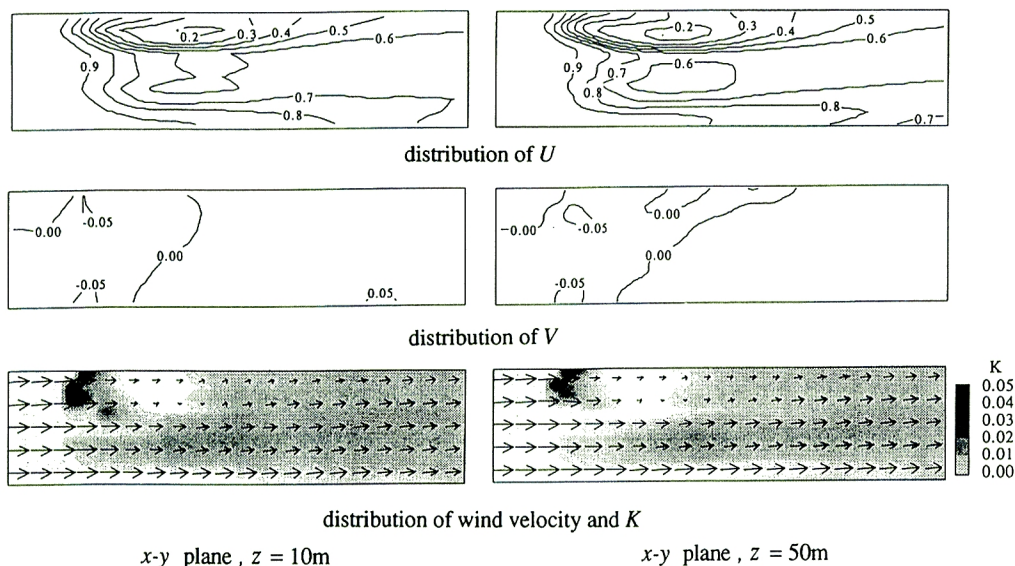 0.2 0.3 0.4 0.5 0.6
0.9
0.7
0.8
0.2 0.3 0.4 0.5 0.6
0.9 0.7 0.6
0.8
0.8
0.7
distribution of U
0.00 -0.05
0.00
-0.05 0.05
0.00 -0.05 0.00
0.00
-0.05
distribution of V
K
0.05
0.04
0.03
0.02
0.01
0.00
distribution of wind velocity and K
x-y plane , z = 10m
x-y plane , z = 50m